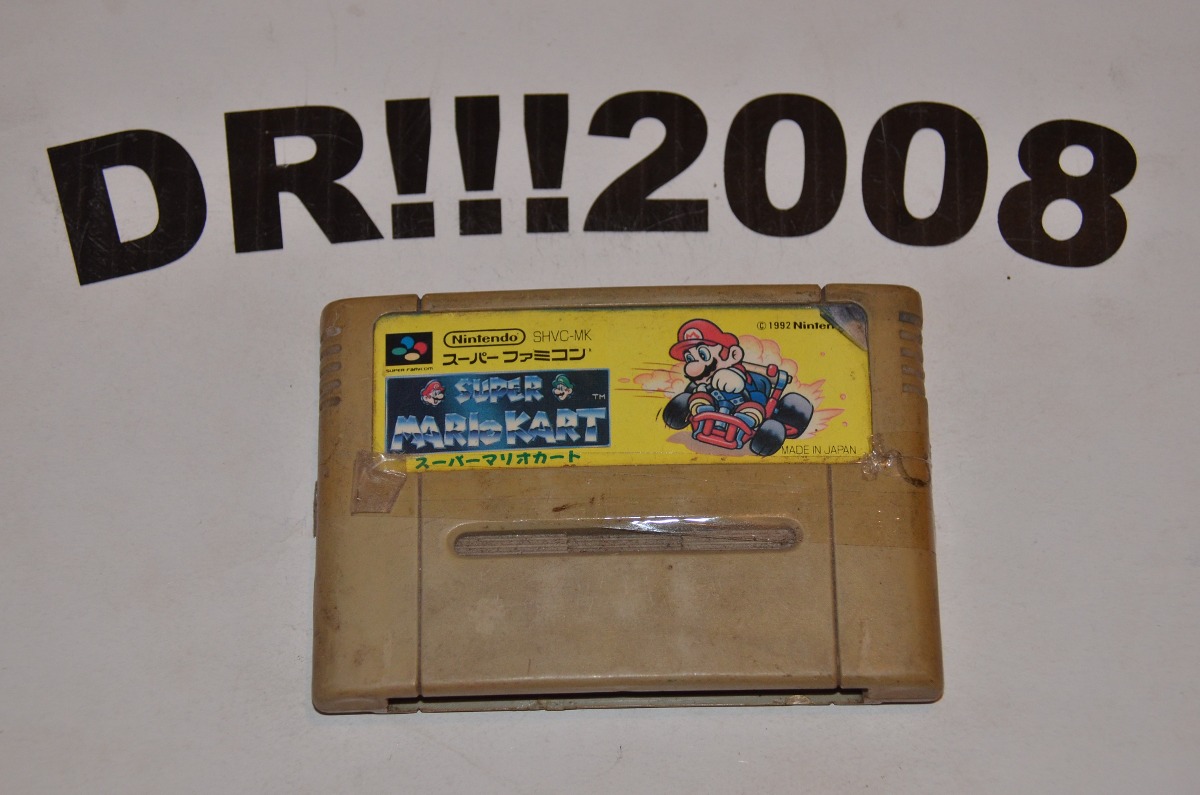 DR!!!2008
Nintendo SHVC-MK
© 1992 Ninten
SUPER FAMICOM
スーパーファミコン
SUPER TM
MARIO KART
スーパーマリオカート
MADE IN JAPAN